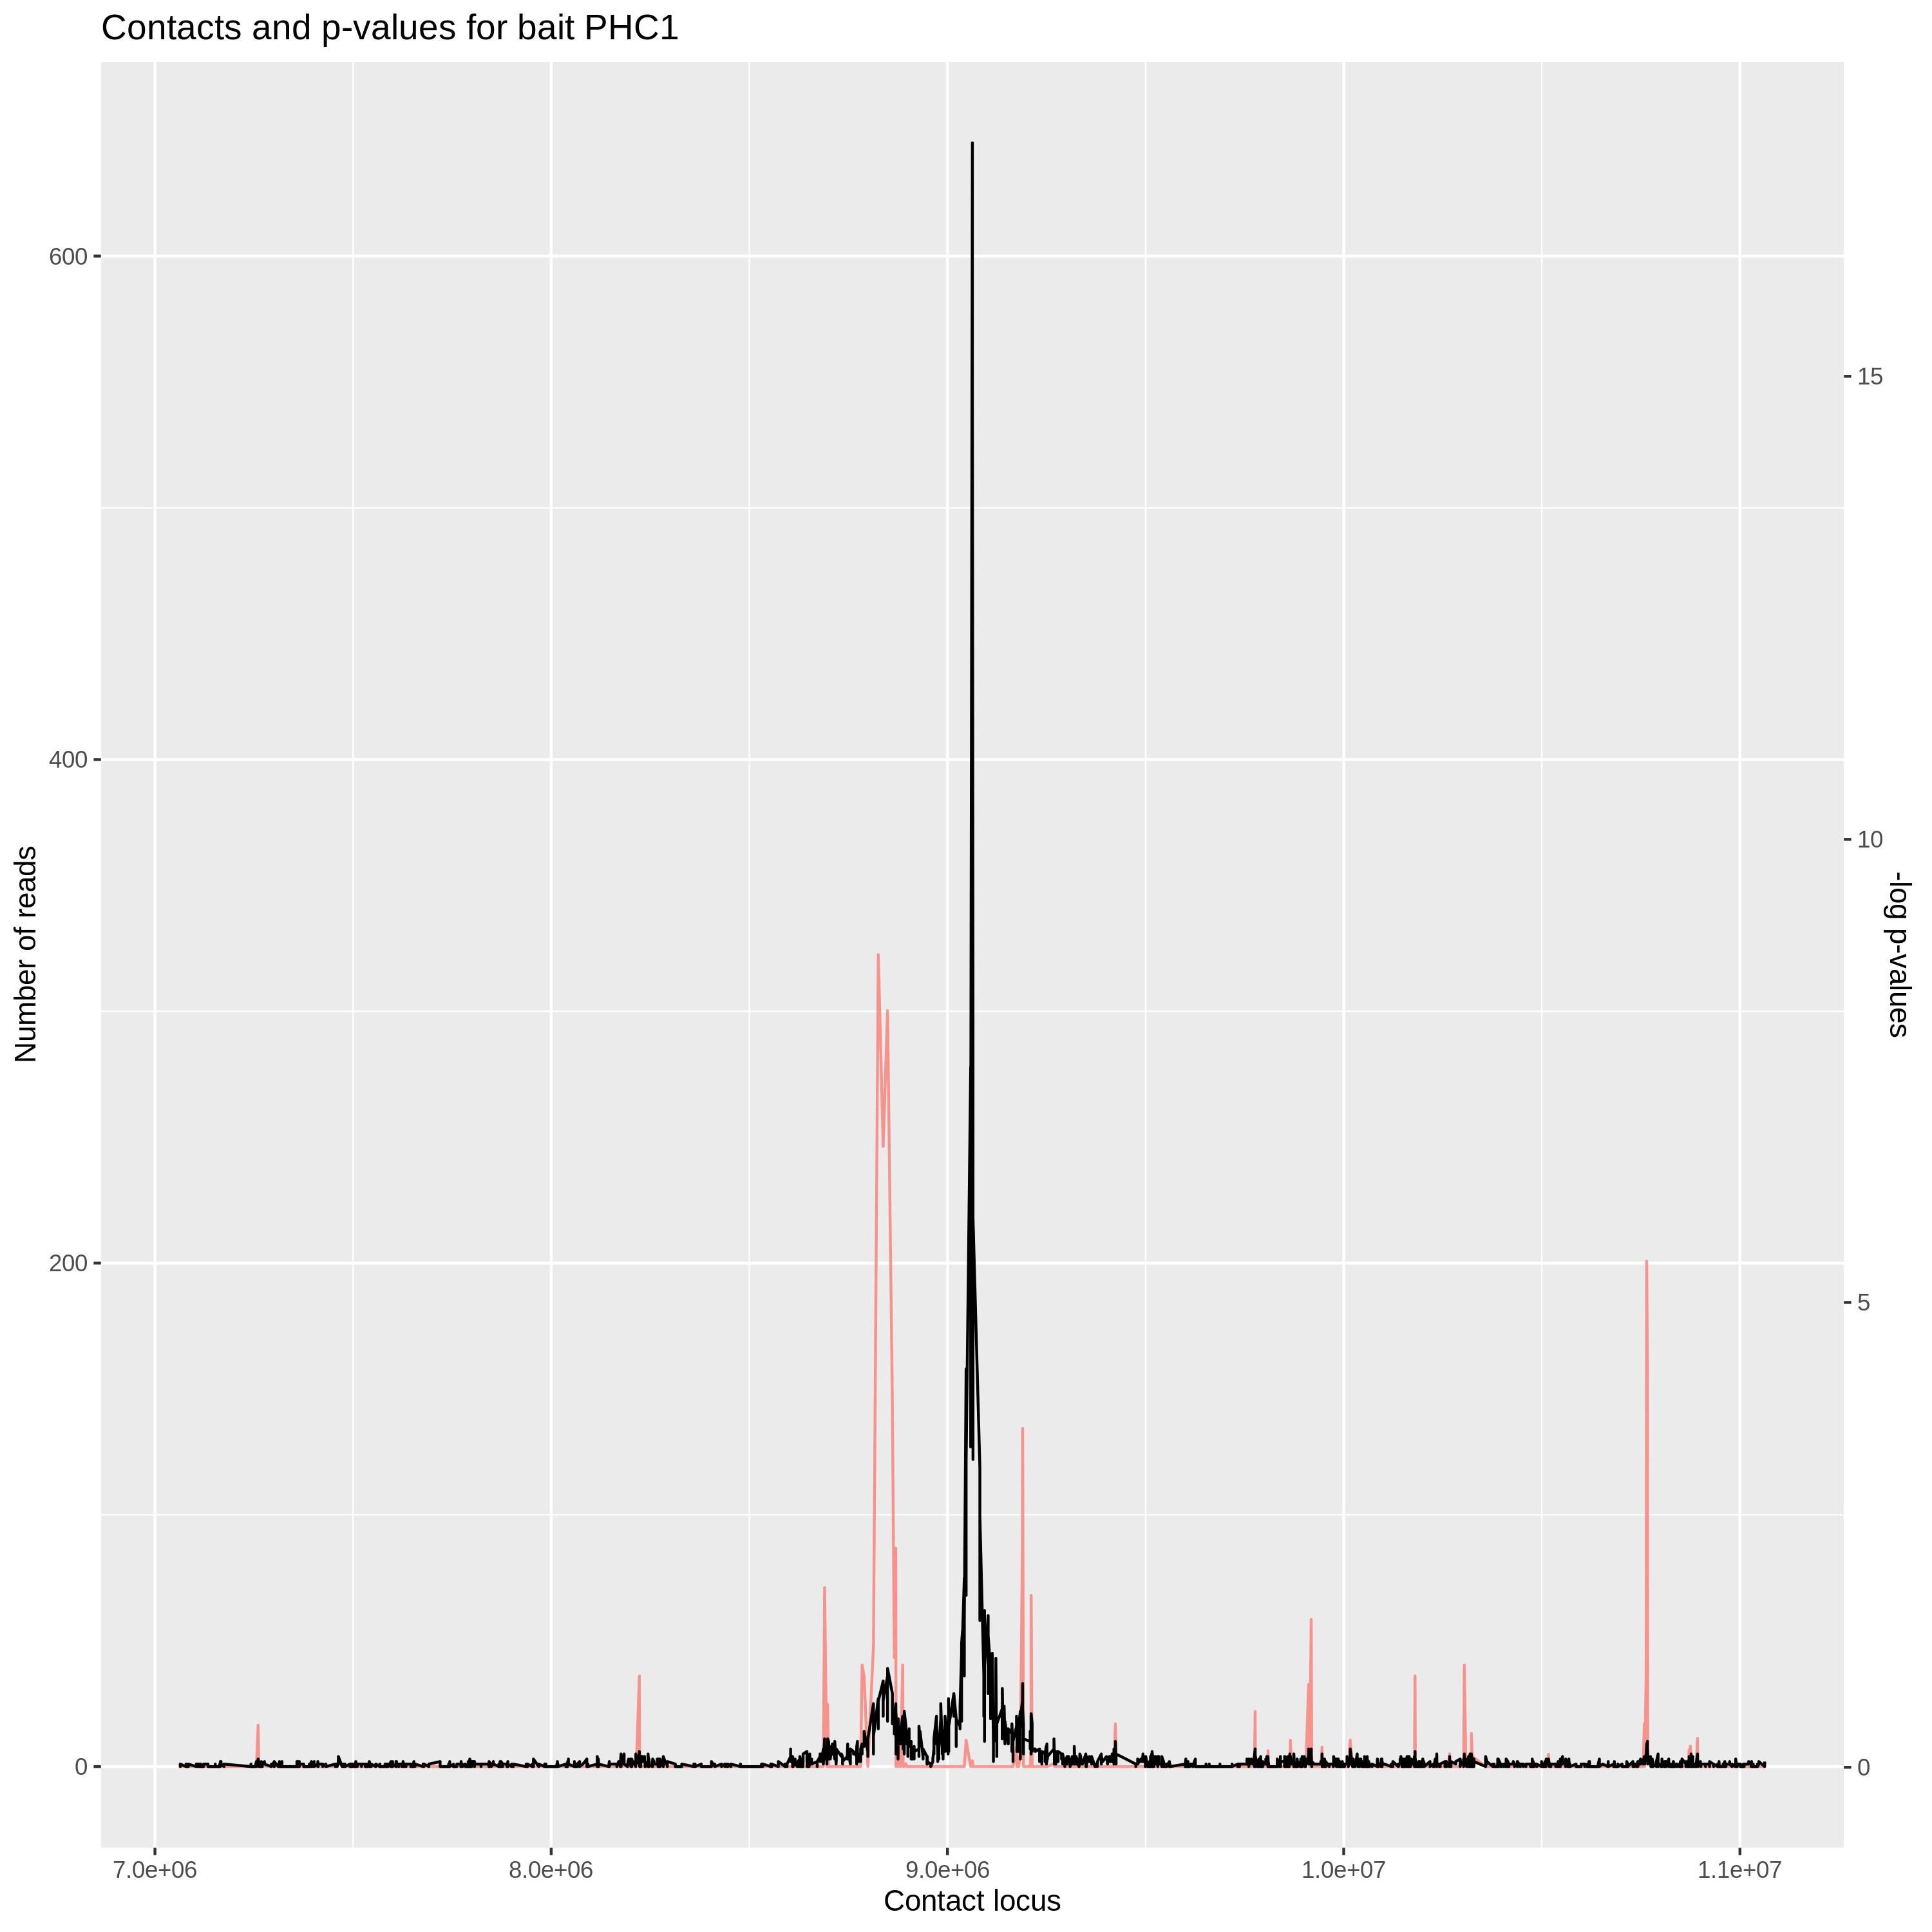 Contacts and p-values for bait PHC1
Number of reads
600
400
200
0
15
10
5
0
-log p-values
7.0e+06
8.0e+06
9.0e+06
1.0e+07
1.1e+07
Contact locus